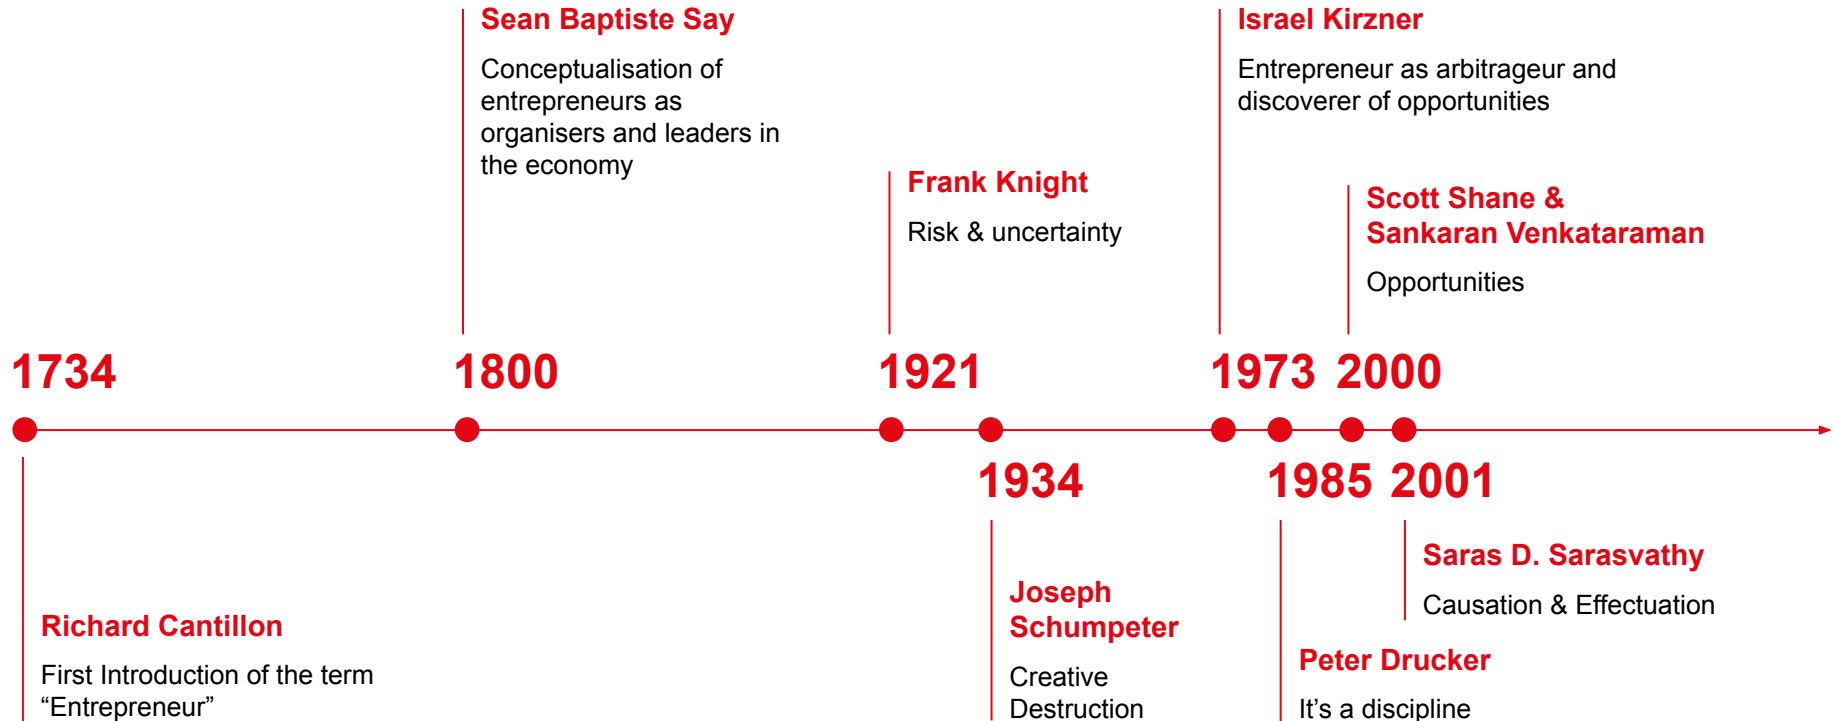 Sean Baptiste Say
Conceptualisation of
entrepreneurs as
organisers and leaders in
the economy
Israel Kirzner
Entrepreneur as arbitrageur and
discoverer of opportunities
Frank Knight
Risk & uncertainty
Scott Shane &
Sankaran Venkataraman
Opportunities
1734
1800
1921
1973
2000
1934
1985
2001
Richard Cantillon
First Introduction of the term
“Entrepreneur”
Joseph
Schumpeter
Creative
Destruction
Saras D. Sarasvathy
Causation & Effectuation
Peter Drucker
It’s a discipline